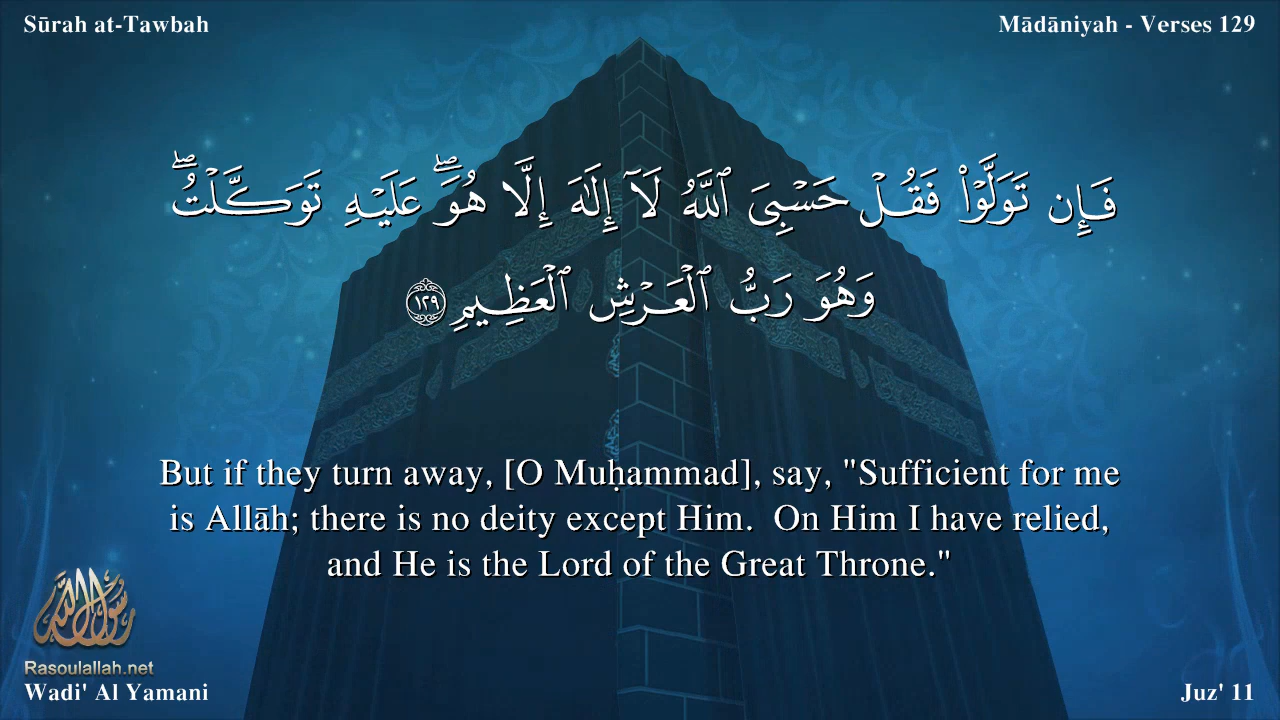 Sūrah at-Tawbah
Mādāniyah - Verses 129
فَإِن تَوَلَّوْا۟ فَقُلْ حَسْبِىَ ٱللَّهُ لَآ إِلَـٰهَ إِلَّا هُوَ ۖ عَلَيْهِ تَوَكَّلْتُ ۖ
وَهُوَ رَبُّ ٱلْعَرْشِ ٱلْعَظِيمِ ١٢٩
But if they turn away, [O Muḥammad], say, "Sufficient for me
is Allāh; there is no deity except Him.  On Him I have relied,
and He is the Lord of the Great Throne."
رسول الله
Rasoulallah.net
Wadi' Al Yamani
Juz' 11